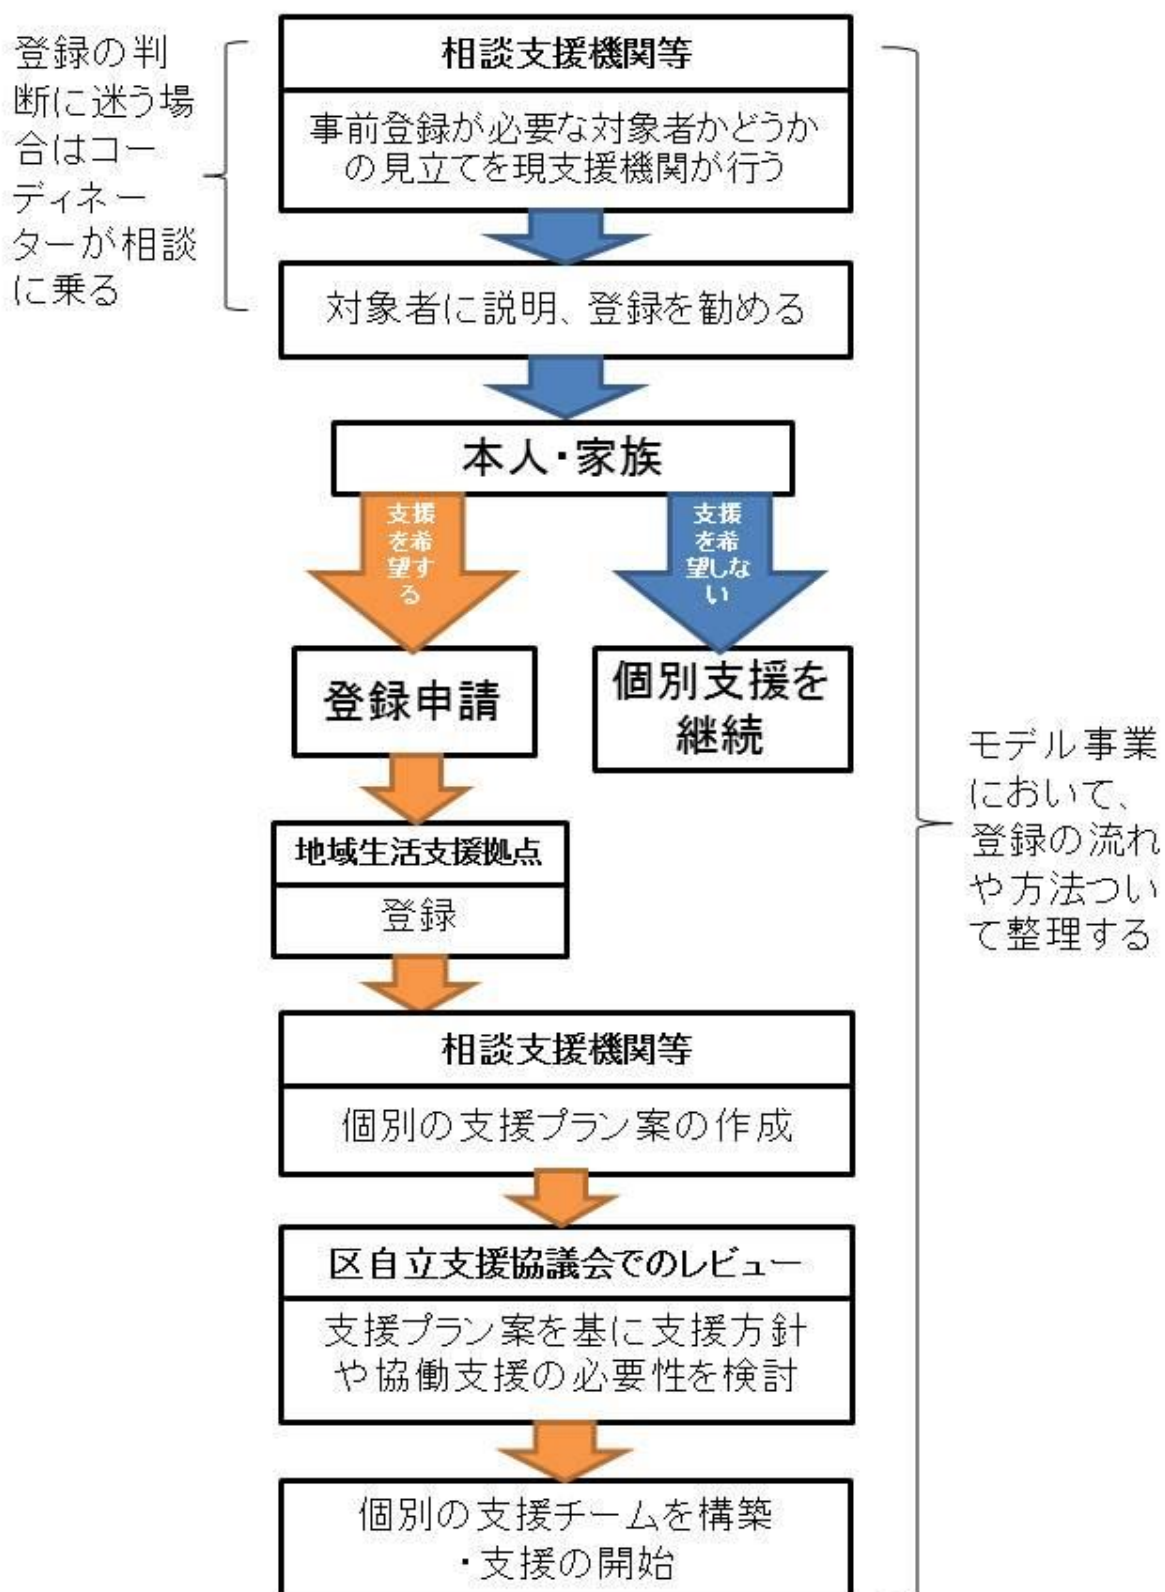 登録の判
断に迷う場
合はコー
ディネー
ターが相談
に乗る
相談支援機関等
事前登録が必要な対象者かどうか
の見立てを現支援機関が行う
対象者に説明、登録を勧める
本人・家族
支援
を希
望す
る
支援
を希
望しな
い
登録申請
個別支援を
継続
地域生活支援拠点
登録
相談支援機関等
個別の支援プラン案の作成
区自立支援協議会でのレビュー
支援プラン案を基に支援方針
や協働支援の必要性を検討
個別の支援チームを構築
・支援の開始
モデル事業
において、
登録の流れ
や方法つい
て整理する